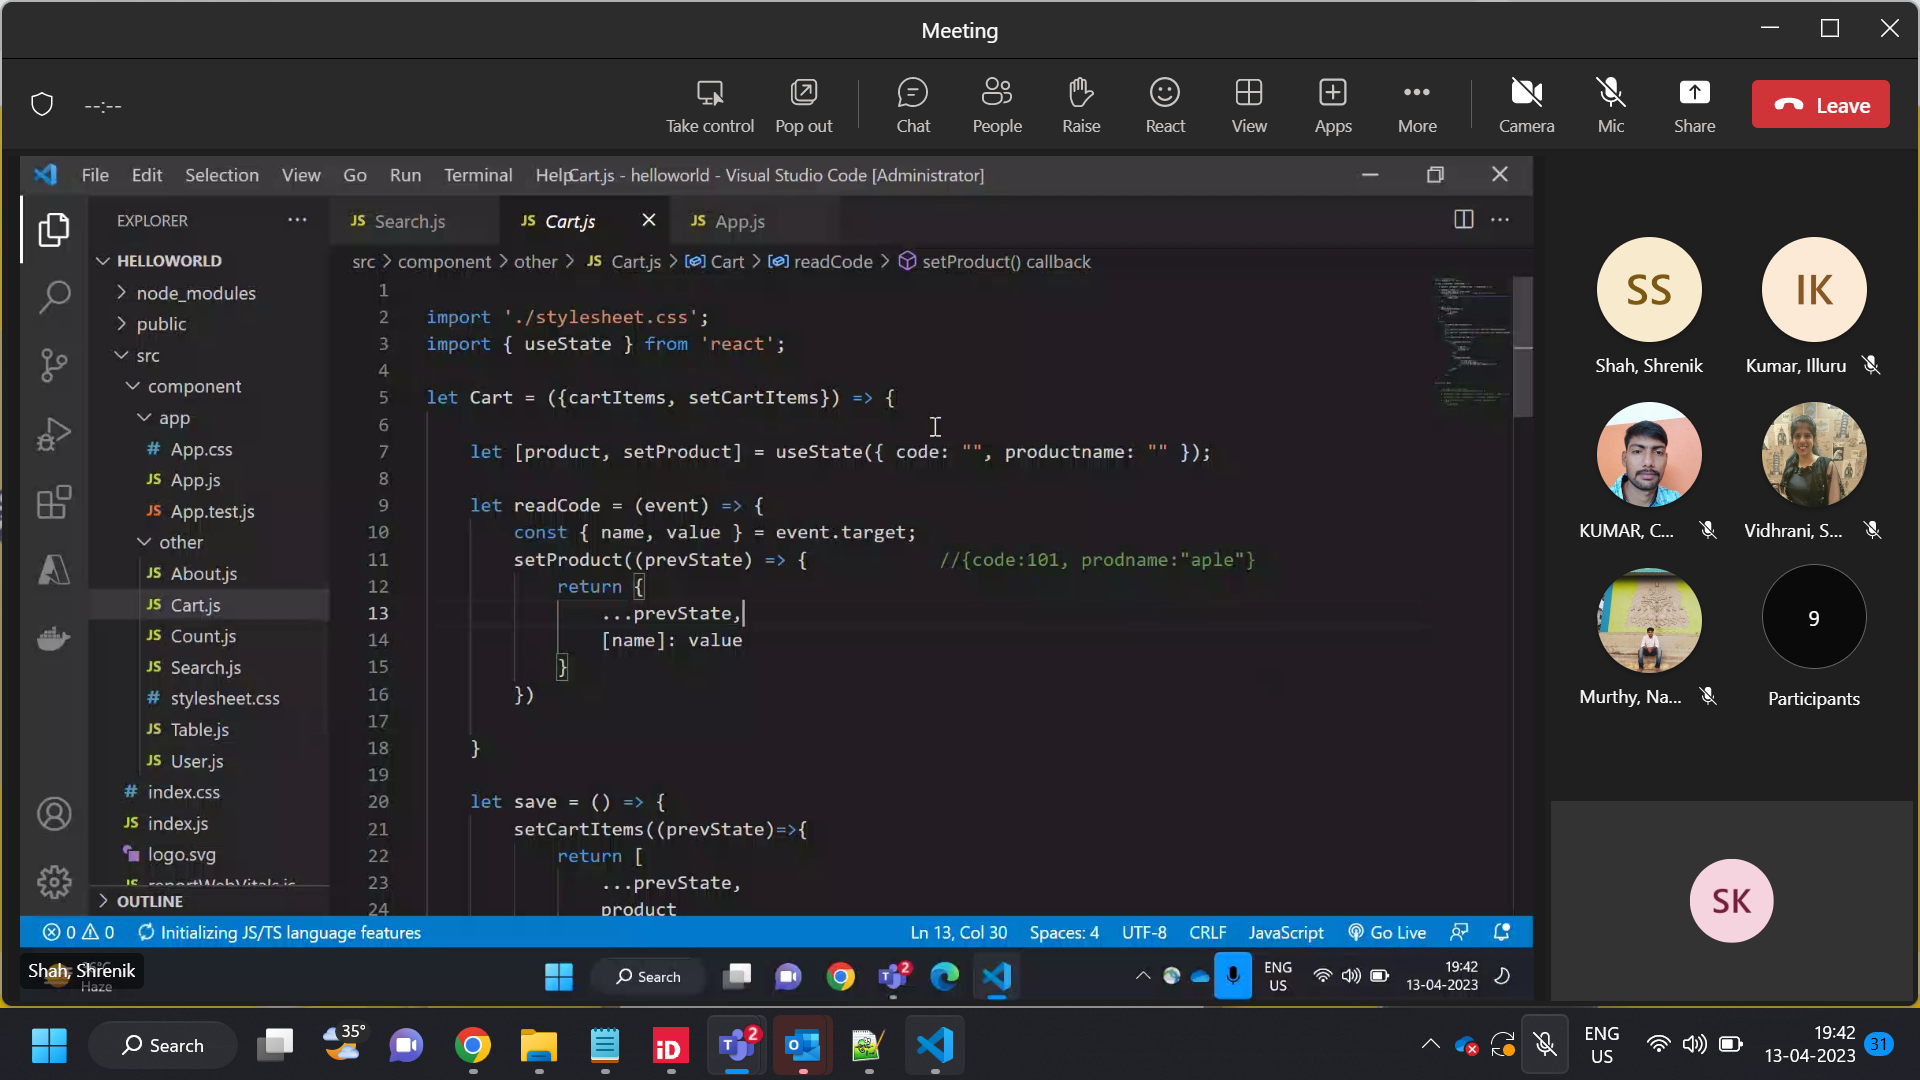 Meeting
--:--
Take control
Pop out
Chat
People
Raise
React
View
Apps
More
Camera
Mic
Share
Leave
File Edit Selection View Go Run Terminal Help
Cart.js - helloworld - Visual Studio Code [Administrator]
EXPLORER
JS Search.js
JS Cart.js
JS App.js
src > component > other > JS Cart.js > Cart > readCode > setProduct() callback
HELLOWORLD
node_modules
public
src
component
app
# App.css
JS App.js
JS App.test.js
other
JS About.js
JS Cart.js
JS Count.js
JS Search.js
# stylesheet.css
JS Table.js
JS User.js
# index.css
JS index.js
logo.svg
JS reportWebVitals.js
OUTLINE
1
2 import './stylesheet.css';
3 import { useState } from 'react';
4
5 let Cart = ({cartItems, setCartItems}) => {
6
7 let [product, setProduct] = useState({ code: "", productname: "" });
8
9 let readCode = (event) => {
10 const { name, value } = event.target;
11 setProduct((prevState) => { //{code:101, prodname:"aple"}
12 return {
13 ...prevState,
14 [name]: value
15 }
16 })
17
18 }
19
20 let save = () => {
21 setCartItems((prevState)=>{
22 return [
23 ...prevState,
24 product
0 0 Initializing JS/TS language features
Ln 13, Col 30 Spaces: 4 UTF-8 CRLF JavaScript Go Live
Shah, Shrenik
Haze
Search
2
ENG
US
19:42
13-04-2023
SS
Shah, Shrenik
IK
Kumar, Illuru
KUMAR, C...
Vidhrani, S...
Murthy, Na...
9
Participants
SK
Search
35°
iD
2
ENG
US
19:42
13-04-2023
31